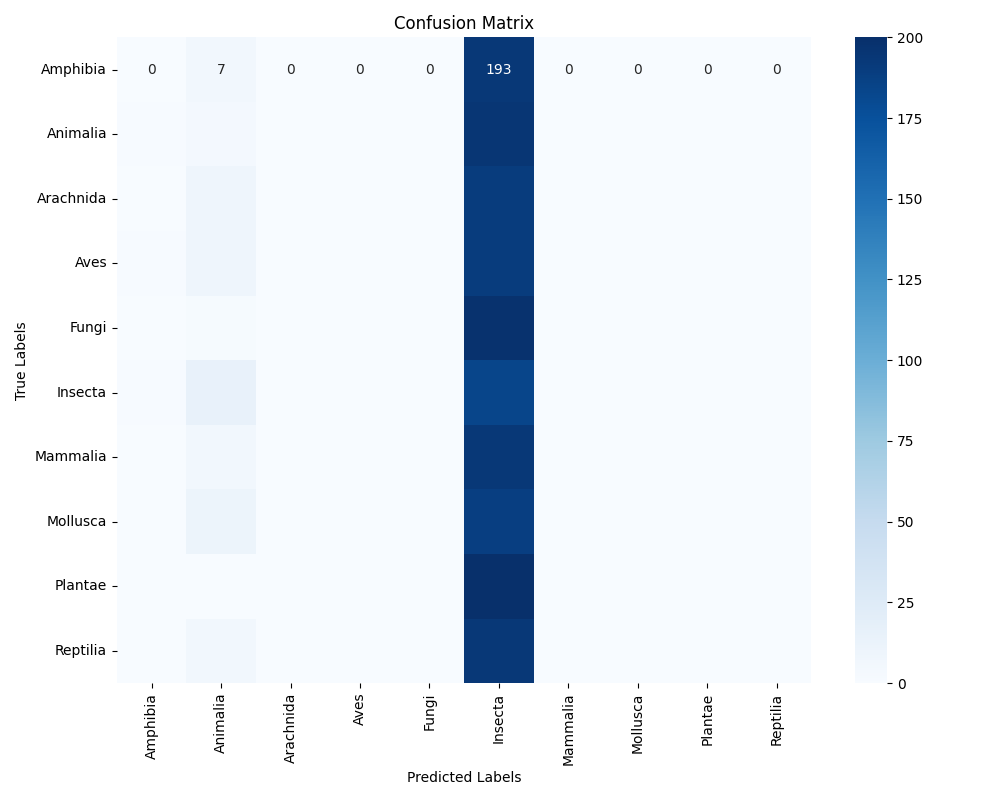 Confusion Matrix
True Labels
Amphibia 0 7 0 0 0 193 0 0 0 0
Animalia
Arachnida
Aves
Fungi
Insecta
Mammalia
Mollusca
Plantae
Reptilia
Amphibia Animalia Arachnida Aves Fungi Insecta Mammalia Mollusca Plantae Reptilia
Predicted Labels
200
175
150
125
100
75
50
25
0